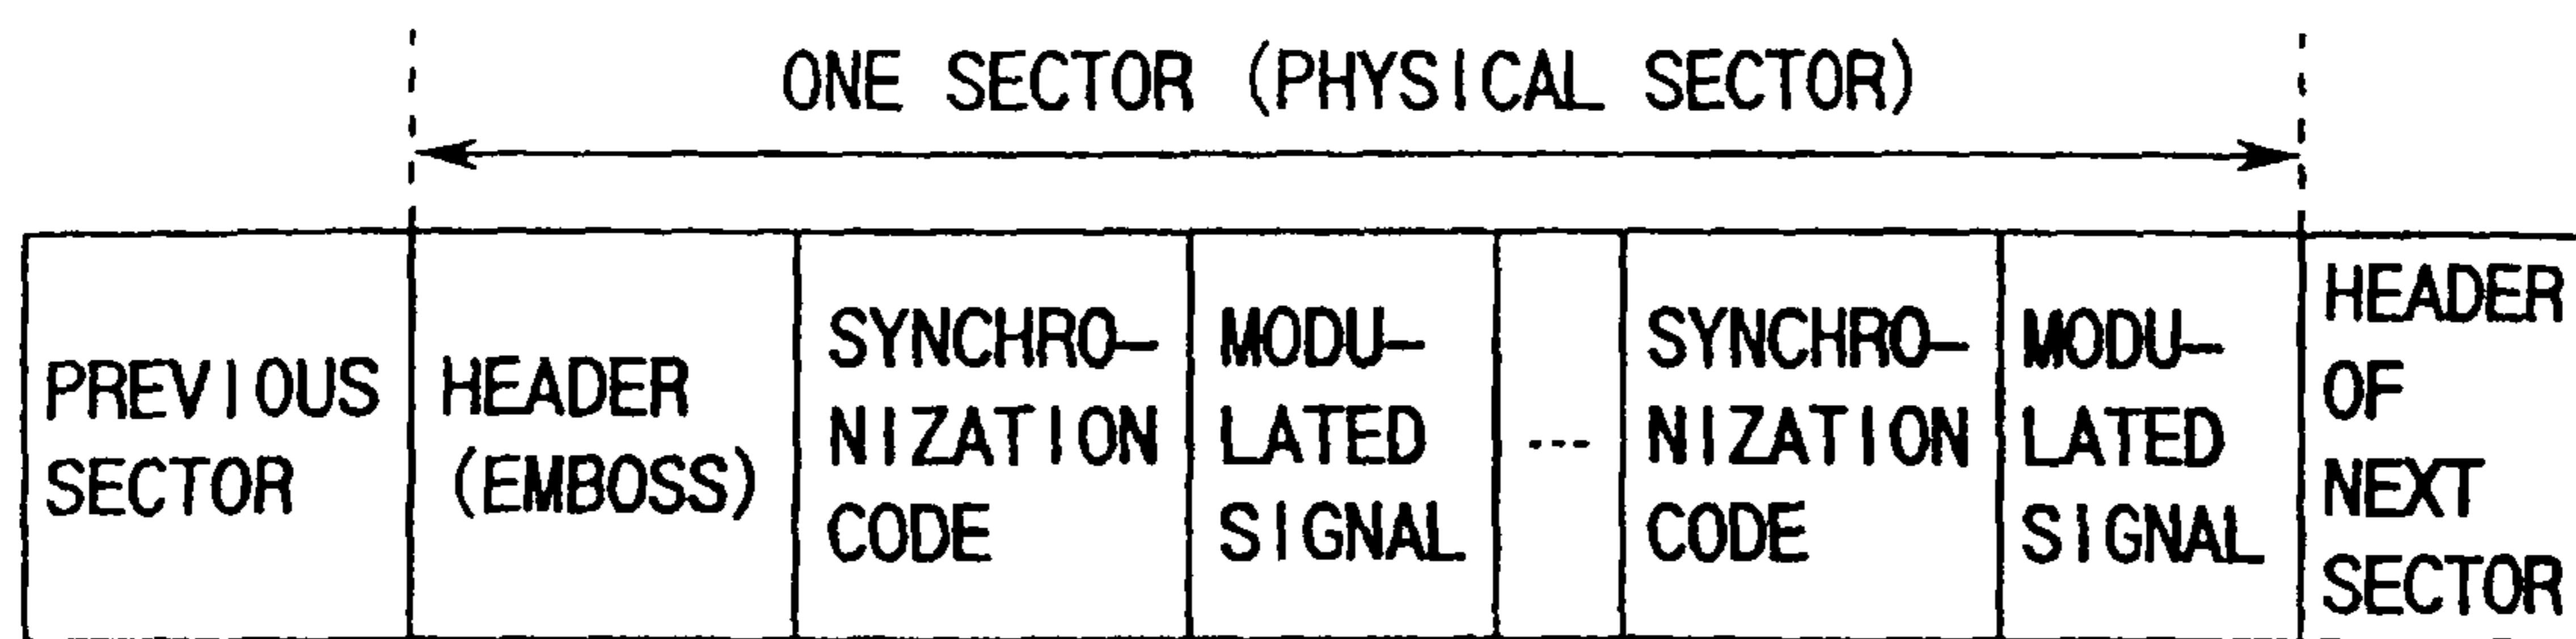 ONE SECTOR (PHYSICAL SECTOR)
PREVIOUS
SECTOR
HEADER
(EMBOSS)
SYNCHRO-
NIZATION
CODE
MODU-
LATED
SIGNAL
---
SYNCHRO-
NIZATION
CODE
MODU-
LATED
SIGNAL
HEADER
OF
NEXT
SECTOR